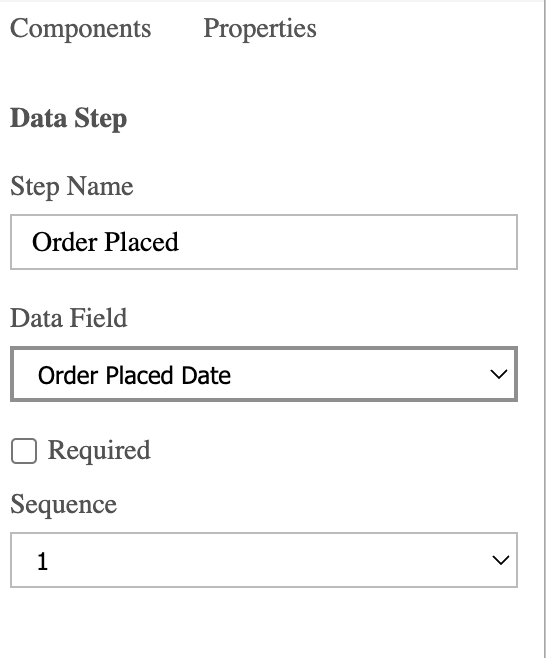 Components Properties
Data Step
Step Name
Order Placed
Data Field
Order Placed Date
Required
Sequence
1